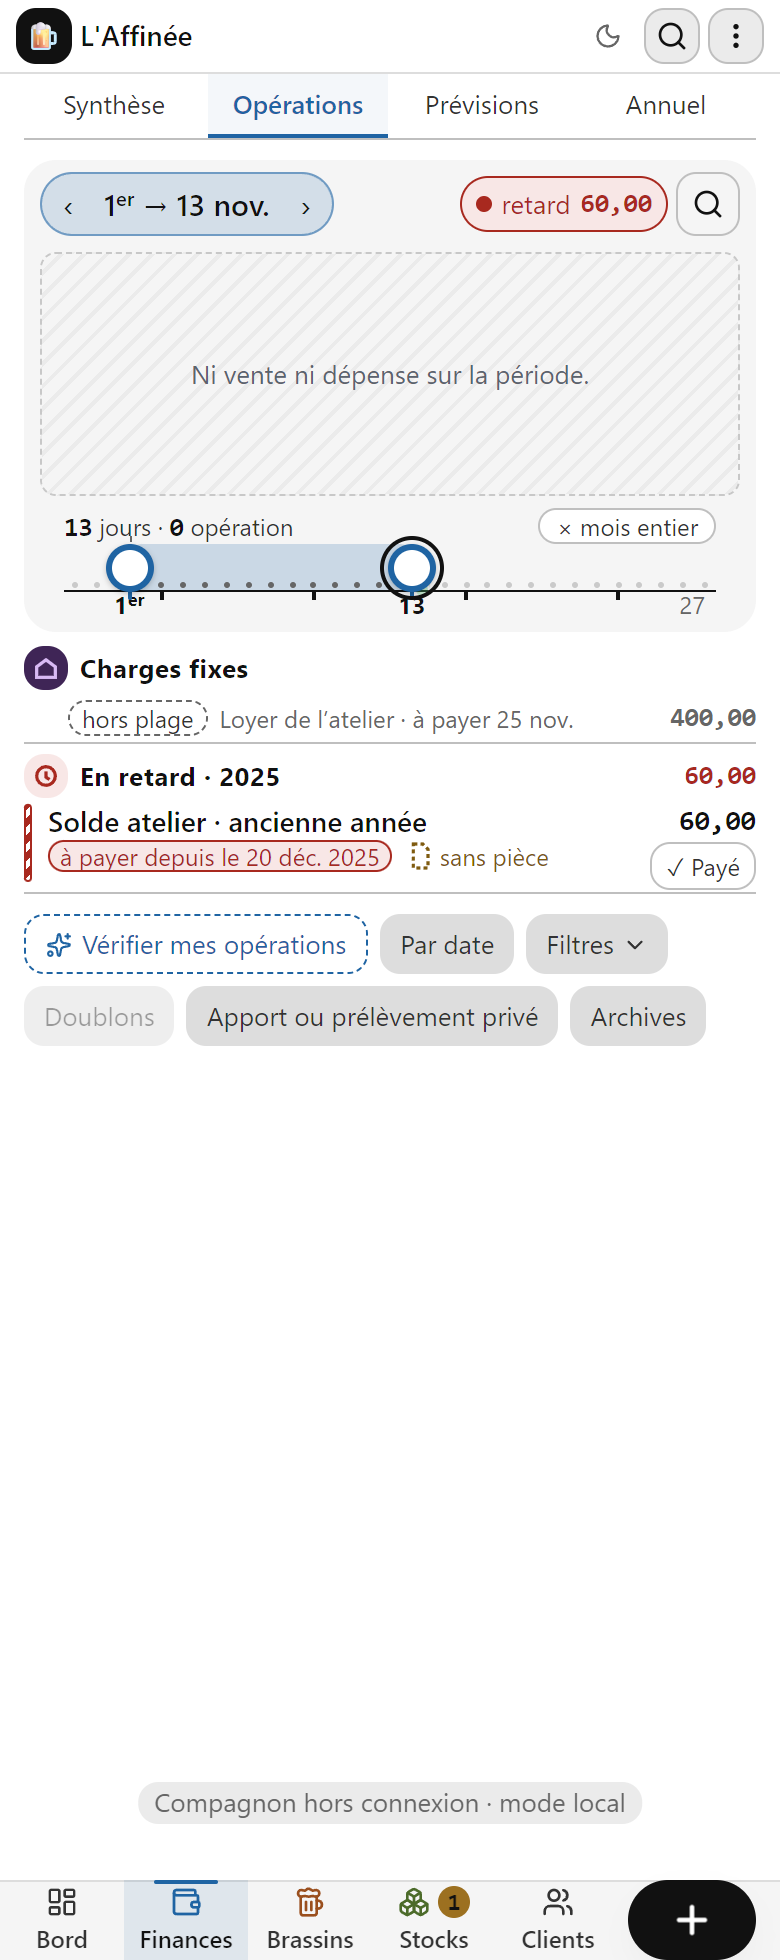 L'Affinée
Synthèse Opérations Prévisions Annuel
‹ 1er → 13 nov. › retard 60,00
Ni vente ni dépense sur la période.
13 jours · 0 opération × mois entier
1er 13 27
Charges fixes
hors plage Loyer de l’atelier · à payer 25 nov. 400,00
En retard · 2025 60,00
Solde atelier · ancienne année 60,00
à payer depuis le 20 déc. 2025 sans pièce ✓ Payé
Vérifier mes opérations Par date Filtres
Doublons Apport ou prélèvement privé Archives
Compagnon hors connexion · mode local
1
Bord Finances Brassins Stocks Clients +